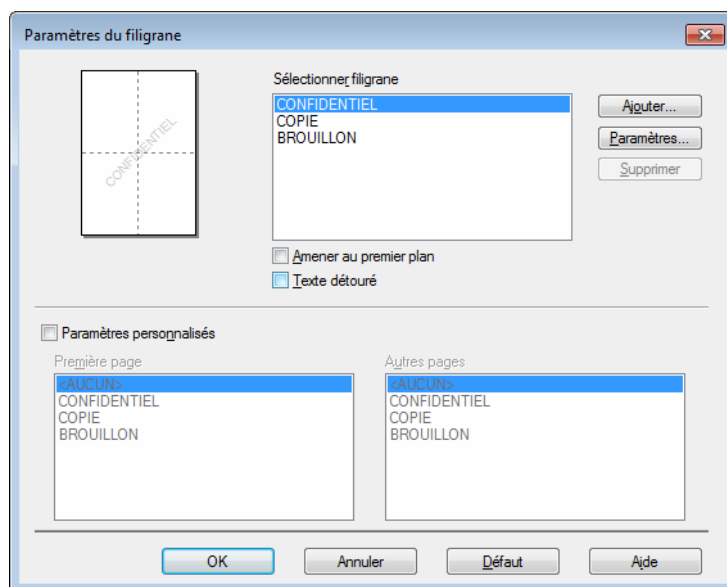 Paramètres du filigrane
CONFIDENTIEL
Sélectionner filigrane
CONFIDENTIEL
COPIE
BROUILLON
Ajouter...
Paramètres...
Supprimer
Amener au premier plan
Texte détouré
Paramètres personnalisés
Première page
<AUCUN>
CONFIDENTIEL
COPIE
BROUILLON
Autres pages
<AUCUN>
CONFIDENTIEL
COPIE
BROUILLON
OK
Annuler
Défaut
Aide